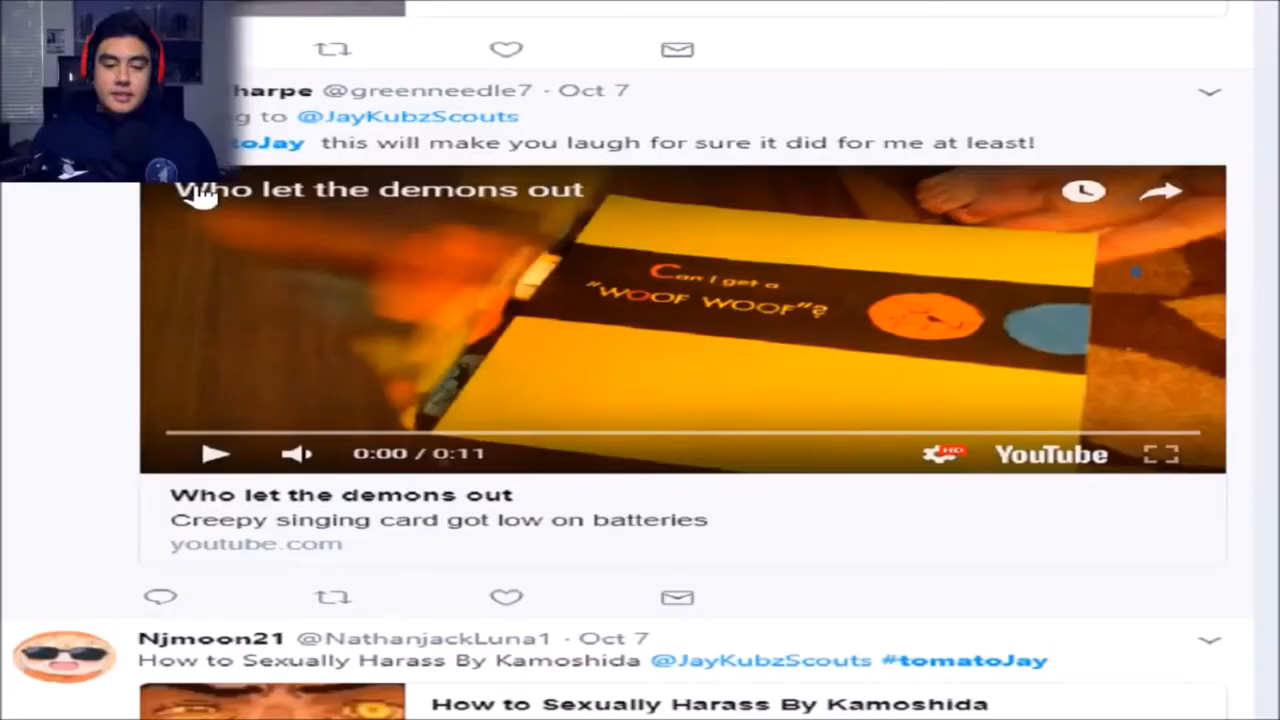 harpe @greenneedle7 · Oct 7
g to @JayKubzScouts
toJay this will make you laugh for sure it did for me at least!
Who let the demons out
Can I get a
"WOOF WOOF"?
0:00 / 0:11
HD
YouTube
Who let the demons out
Creepy singing card got low on batteries
youtube.com
Njmoon21 @NathanjackLuna1 · Oct 7
How to Sexually Harass By Kamoshida @JayKubzScouts #tomatoJay
How to Sexually Harass By Kamoshida